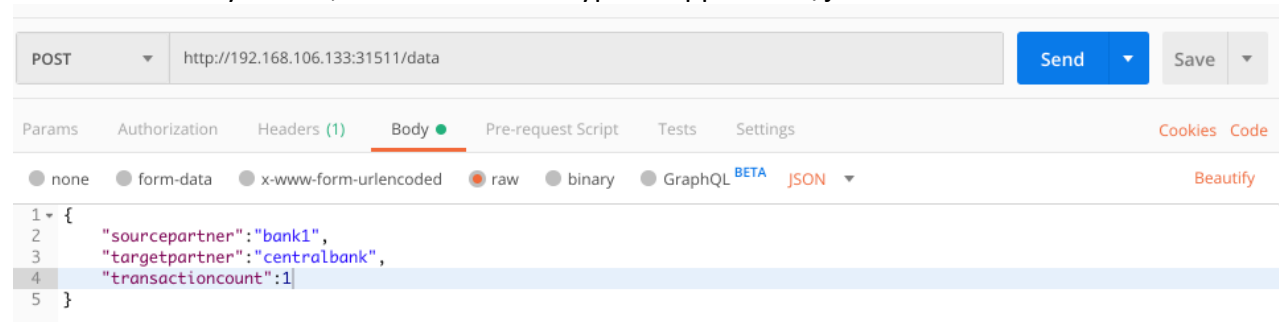 POST http://192.168.106.133:31511/data Send Save
Params Authorization Headers (1) Body Pre-request Script Tests Settings Cookies Code
none form-data x-www-form-urlencoded raw binary GraphQL BETA JSON Beautify
1 {
2 "sourcepartner":"bank1",
3 "targetpartner":"centralbank",
4 "transactioncount":1
5 }